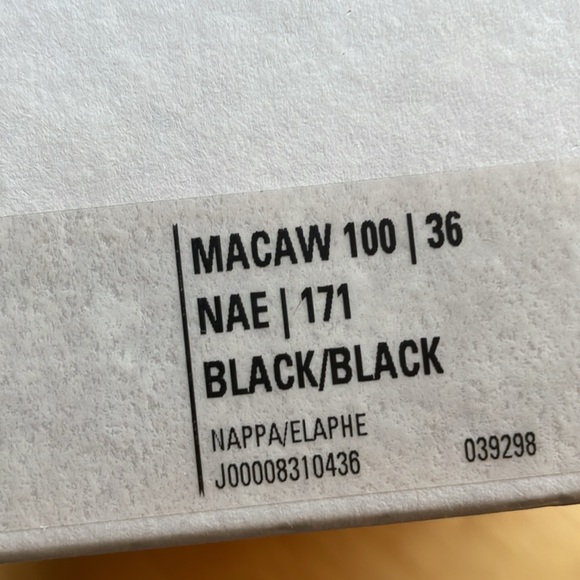 MACAW 100 | 36
NAE | 171
BLACK/BLACK
NAPPA/ELAPHE
J00008310436 039298